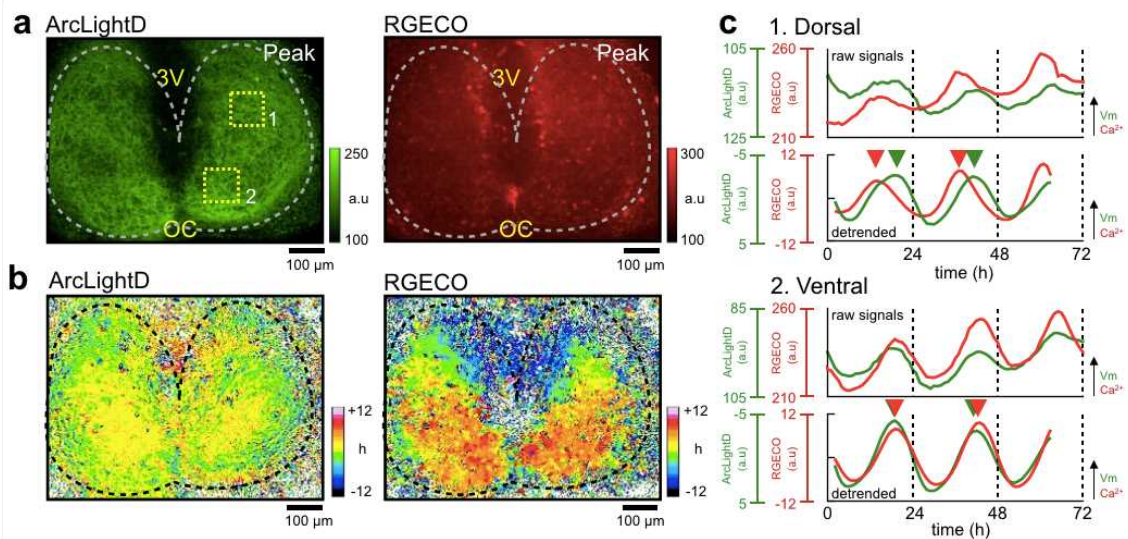 a
ArcLightD
Peak
3V
1
2
OC
250
a.u
100
100 μm
RGECO
Peak
3V
OC
300
a.u
100
100 μm
b
ArcLightD
+12
h
-12
100 μm
RGECO
+12
h
-12
100 μm
c
1. Dorsal
105
ArcLightD
(a.u)
125
260
RGECO
(a.u)
210
raw signals
Vm
Ca²⁺
-5
ArcLightD
(a.u)
5
12
RGECO
(a.u)
-12
detrended
Vm
Ca²⁺
0
24
48
72
time (h)
2. Ventral
85
ArcLightD
(a.u)
105
260
RGECO
(a.u)
210
raw signals
Vm
Ca²⁺
-5
ArcLightD
(a.u)
5
12
RGECO
(a.u)
-12
detrended
Vm
Ca²⁺
0
24
48
72
time (h)